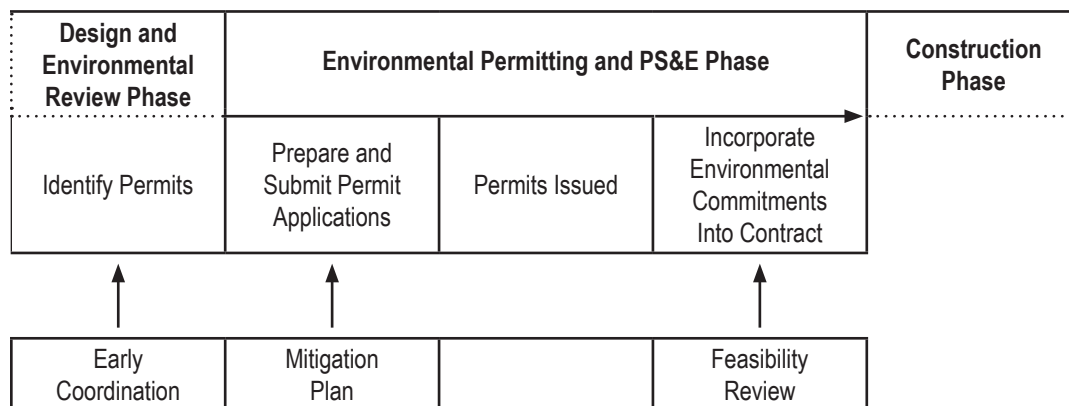 Design and
Environmental
Review Phase
Environmental Permitting and PS&E Phase
Construction
Phase
Identify Permits
Prepare and
Submit Permit
Applications
Permits Issued
Incorporate
Environmental
Commitments
Into Contract
Early
Coordination
Mitigation
Plan
Feasibility
Review